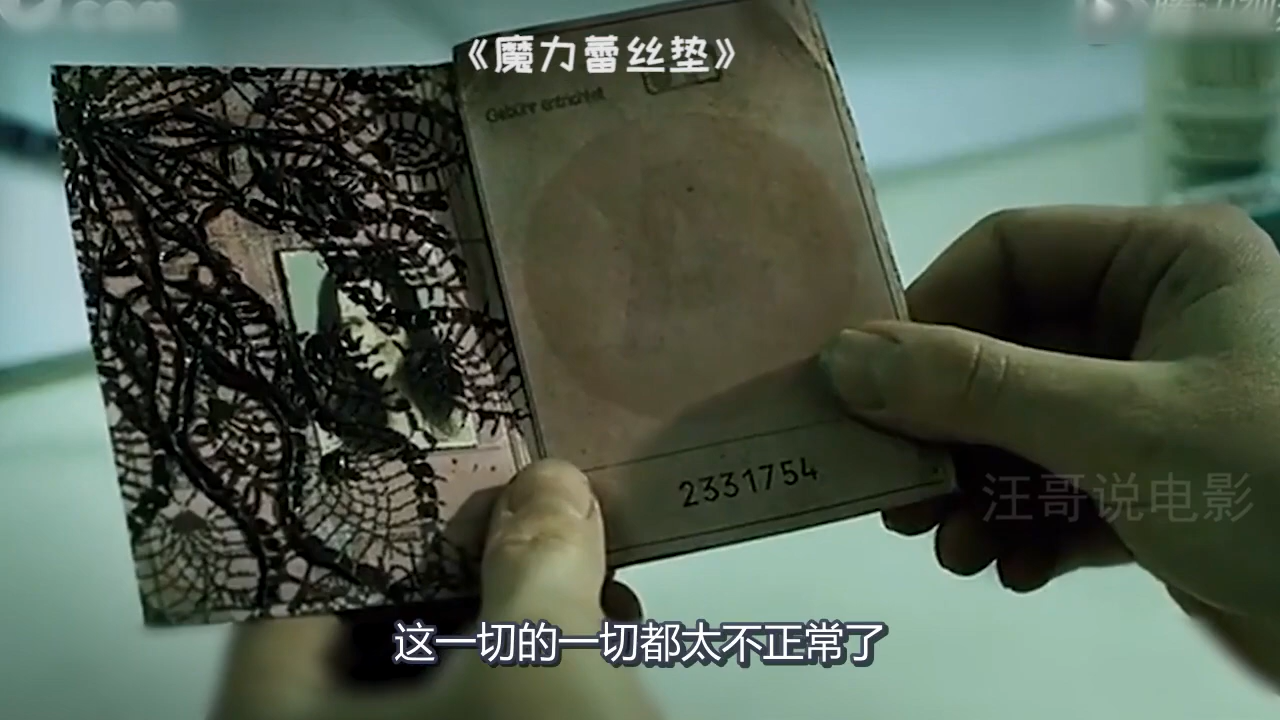 com
《魔力蕾丝垫》
Gebühr entrichtet
2331754
汪哥说电影
这一切的一切都太不正常了